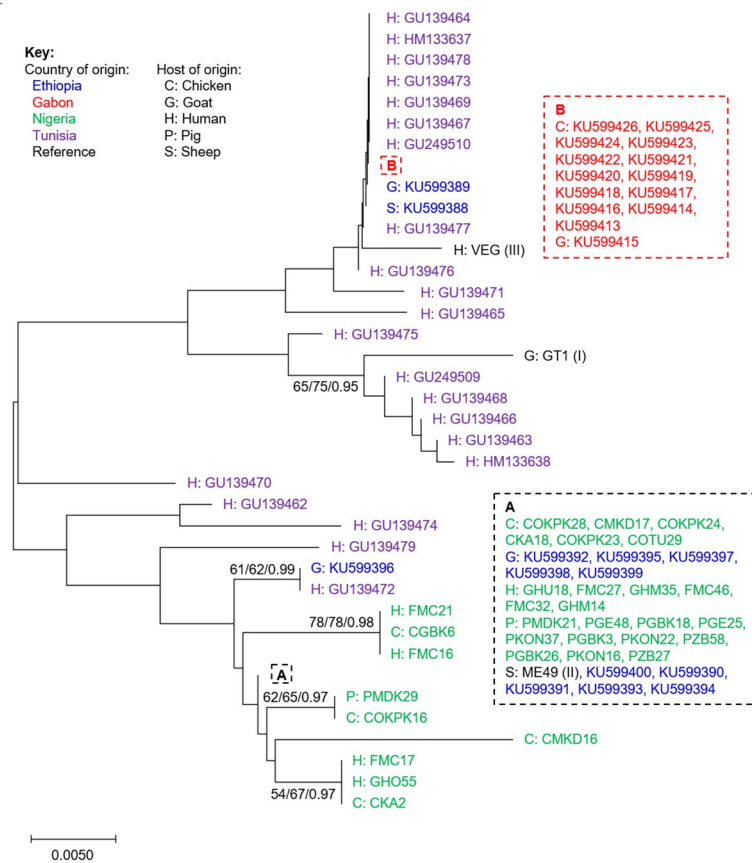 Key:
Country of origin:
Ethiopia
Gabon
Nigeria
Tunisia
Reference
Host of origin:
C: Chicken
G: Goat
H: Human
P: Pig
S: Sheep
H: GU139464
H: HM133637
H: GU139478
H: GU139473
H: GU139469
H: GU139467
H: GU249510
B
G: KU599389
S: KU599388
H: GU139477
H: VEG (III)
H: GU139476
H: GU139471
H: GU139465
H: GU139475
G: GT1 (I)
65/75/0.95
H: GU249509
H: GU139468
H: GU139466
H: GU139463
H: HM133638
H: GU139470
H: GU139462
H: GU139474
H: GU139479
61/62/0.99
G: KU599396
H: GU139472
H: FMC21
78/78/0.98
C: CGBK6
H: FMC16
A
62/65/0.97
P: PMDK29
C: COKPK16
C: CMKD16
H: FMC17
H: GHO55
54/67/0.97
C: CKA2
0.0050
B
C: KU599426, KU599425,
KU599424, KU599423,
KU599422, KU599421,
KU599420, KU599419,
KU599418, KU599417,
KU599416, KU599414,
KU599413
G: KU599415
A
C: COKPK28, CMKD17, COKPK24,
CKA18, COKPK23, COTU29
G: KU599392, KU599395, KU599397,
KU599398, KU599399
H: GHU18, FMC27, GHM35, FMC46,
FMC32, GHM14
P: PMDK21, PGE48, PGBK18, PGE25,
PKON37, PGBK3, PKON22, PZB58,
PGBK26, PKON16, PZB27
S: ME49 (II), KU599400, KU599390,
KU599391, KU599393, KU599394